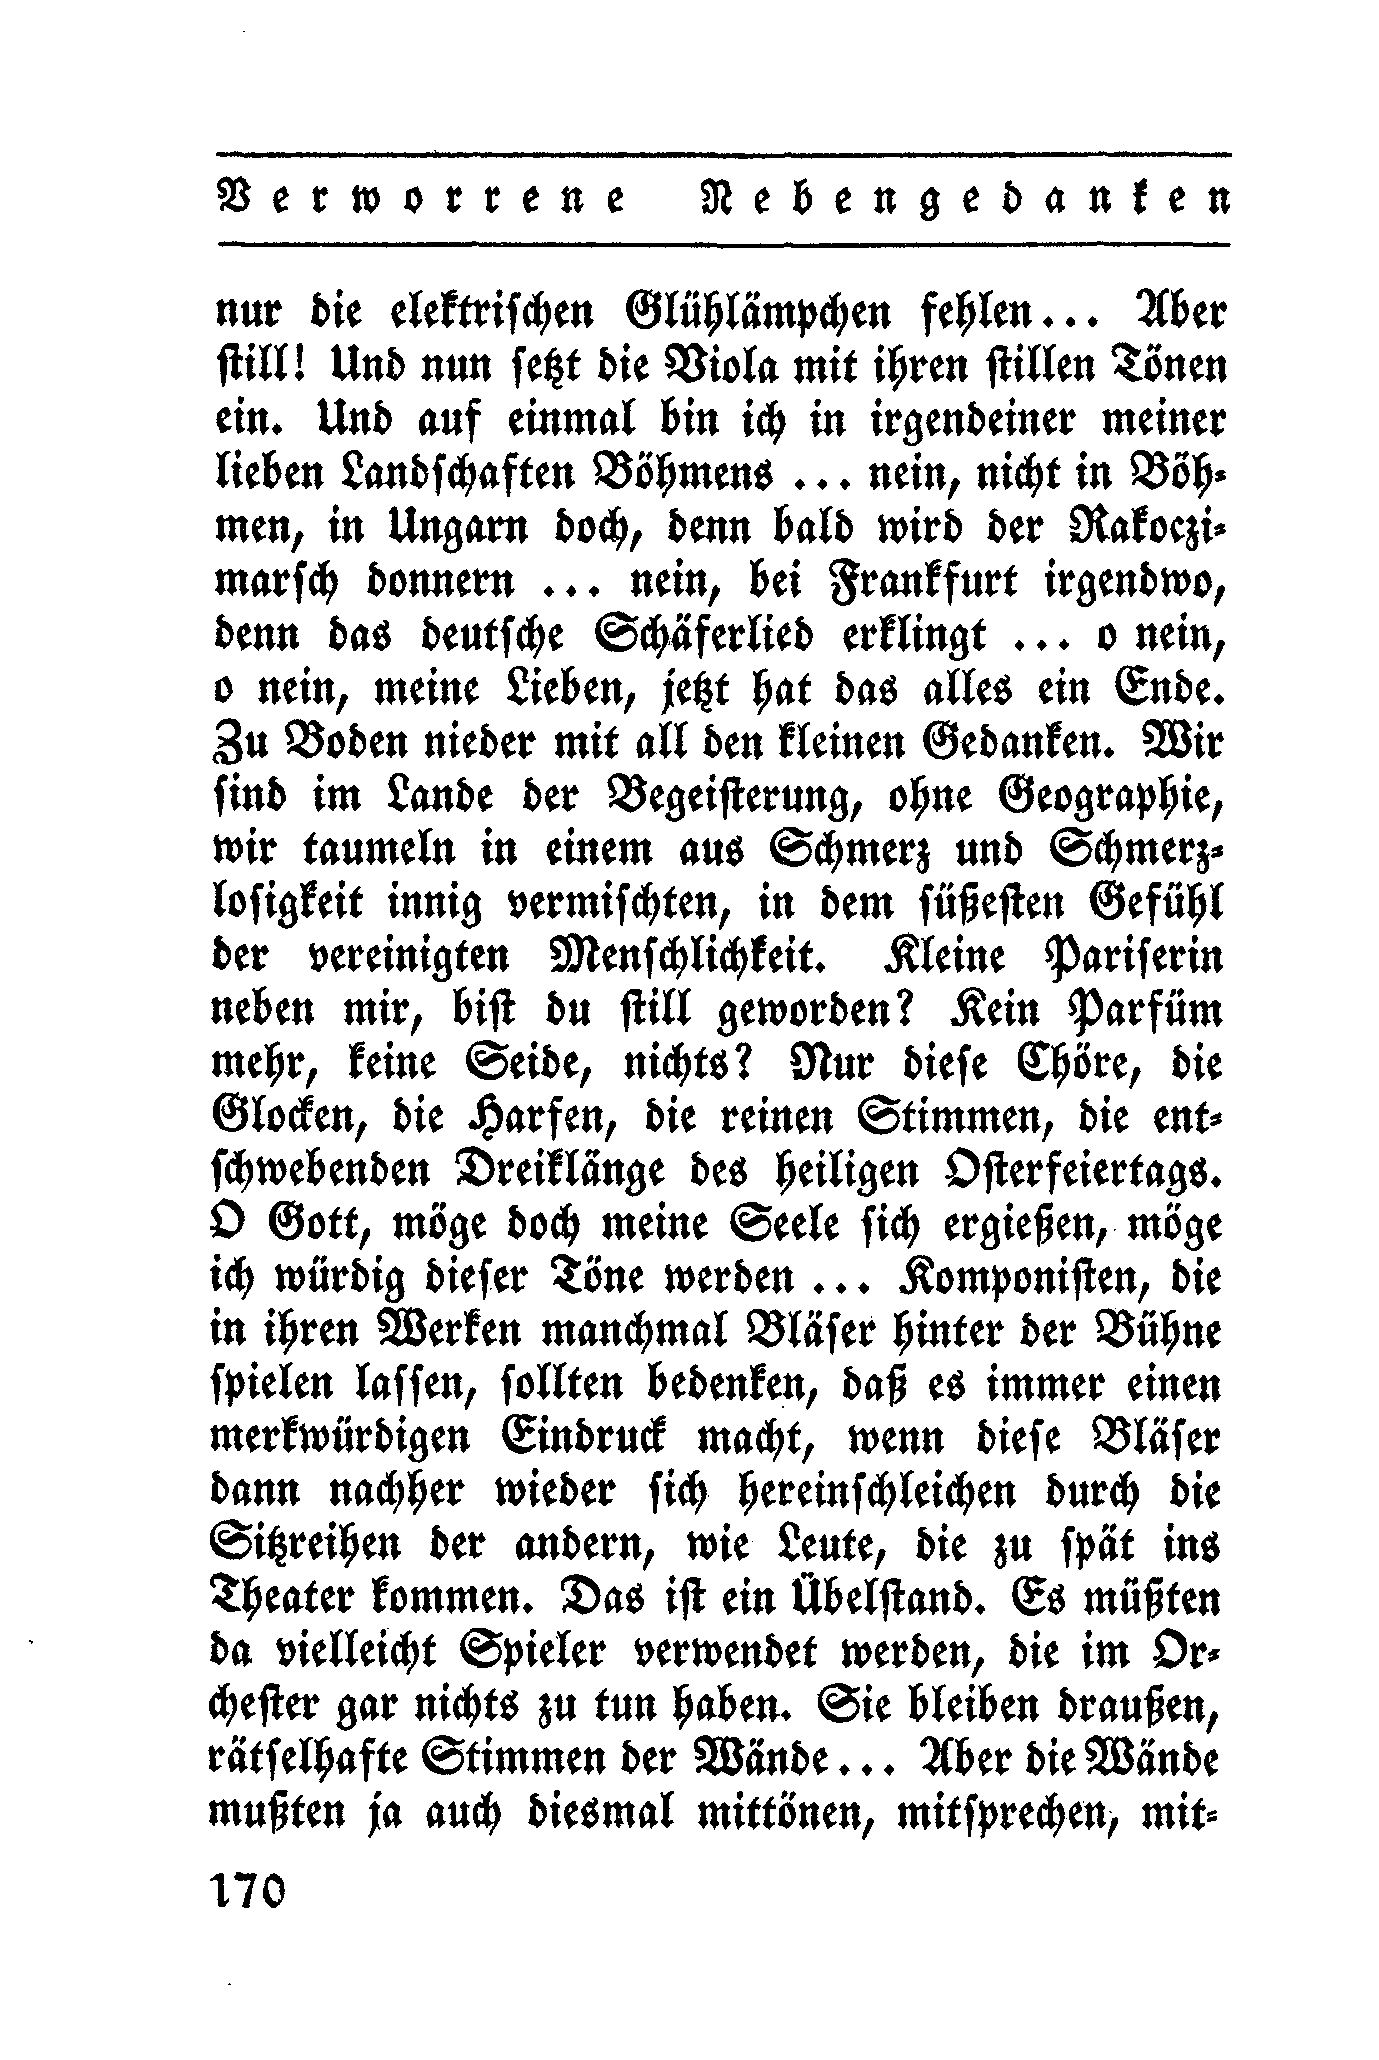 Verworrene Nebengedanken
nur die elektrischen Glühlämpchen fehlen... Aber
still! Und nun setzt die Viola mit ihren stillen Tönen
ein. Und auf einmal bin ich in irgendeiner meiner
lieben Landschaften Böhmens ... nein, nicht in Böh-
men, in Ungarn doch, denn bald wird der Rakoczi-
marsch donnern ... nein, bei Frankfurt irgendwo,
denn das deutsche Schäferlied erklingt ... o nein,
o nein, meine Lieben, jetzt hat das alles ein Ende.
Zu Boden nieder mit all den kleinen Gedanken. Wir
sind im Lande der Begeisterung, ohne Geographie,
wir taumeln in einem aus Schmerz und Schmerz-
losigkeit innig vermischten, in dem süßesten Gefühl
der vereinigten Menschlichkeit. Kleine Pariserin
neben mir, bist du still geworden? Kein Parfüm
mehr, keine Seide, nichts? Nur diese Chöre, die
Glocken, die Harfen, die reinen Stimmen, die ent-
schwebenden Dreiklänge des heiligen Osterfeiertags.
O Gott, möge doch meine Seele sich ergießen, möge
ich würdig dieser Töne werden ... Komponisten, die
in ihren Werken manchmal Bläser hinter der Bühne
spielen lassen, sollten bedenken, daß es immer einen
merkwürdigen Eindruck macht, wenn diese Bläser
dann nachher wieder sich hereinschleichen durch die
Sitzreihen der andern, wie Leute, die zu spät ins
Theater kommen. Das ist ein Übelstand. Es müßten
da vielleicht Spieler verwendet werden, die im Or-
chester gar nichts zu tun haben. Sie bleiben draußen,
rätselhafte Stimmen der Wände... Aber die Wände
mußten ja auch diesmal mittönen, mitsprechen, mit-
170